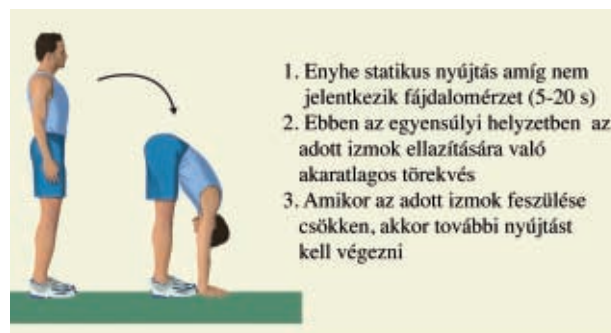 1. Enyhe statikus nyújtás amíg nem
jelentkezik fájdalomérzet (5-20 s)
2. Ebben az egyensúlyi helyzetben az
adott izmok ellazítására való
akaratlagos törekvés
3. Amikor az adott izmok feszülése
csökken, akkor további nyújtást
kell végezni